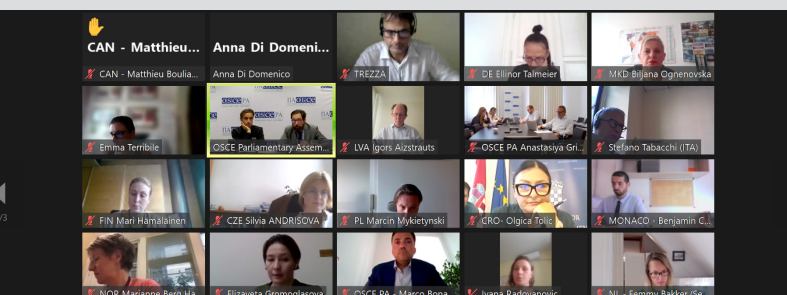 CAN - Matthieu...
Anna Di Domeni...
CAN - Matthieu Boulia...
Anna Di Domenico
TREZZA
DE Ellinor Talmeier
MKD Biljana Ognenovska
Emma Terribile
OSCE Parliamentary Assem...
LVA Igors Aizstrauts
OSCE PA Anastasiya Gri...
Stefano Tabacchi (ITA)
FIN Mari Hämäläinen
CZE Silvia ANDRISOVA
PL Marcin Mykietynski
CRO- Olgica Tolic
MONACO - Benjamin C...
/3
NOR Marianne Berg Ha...
Elizaveta Gromoglasova
OSCE PA - Marco Bona...
Ivana Radovanovic
NL - Femmy Bakker (Se...